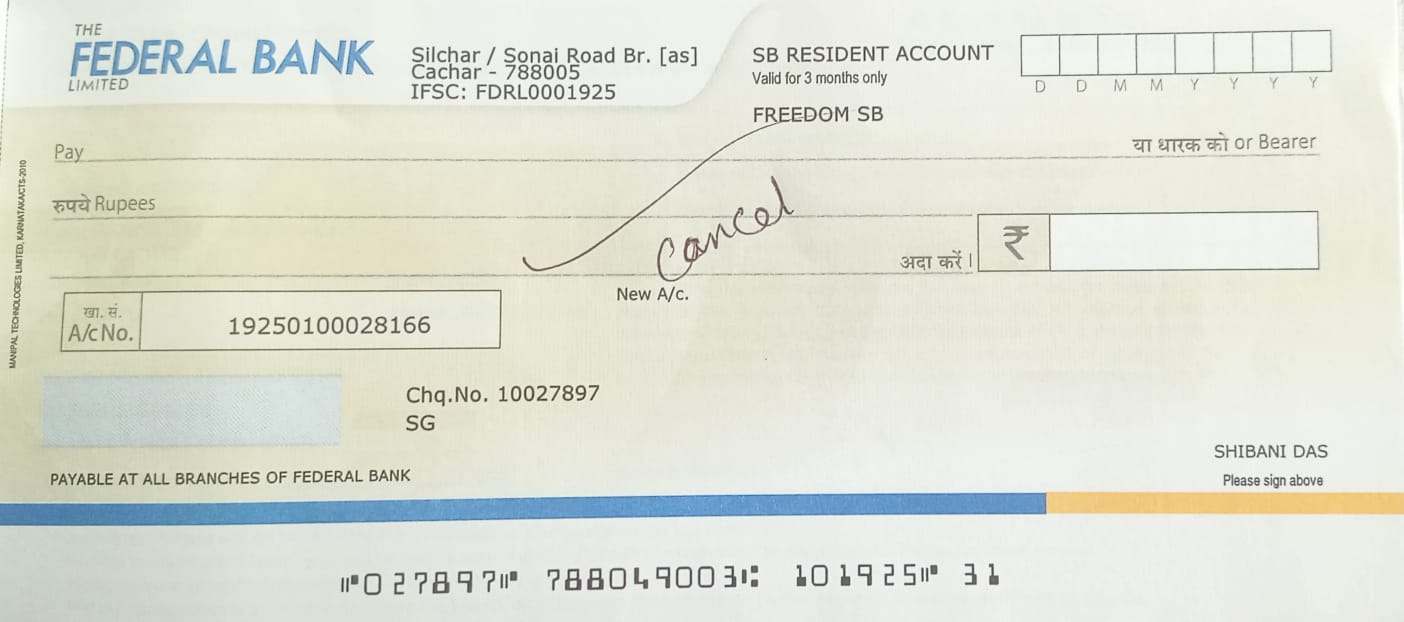 THE
FEDERAL BANK
LIMITED
Silchar / Sonai Road Br. [as]
Cachar - 788005
IFSC: FDRL0001925
SB RESIDENT ACCOUNT
Valid for 3 months only
FREEDOM SB
D D M M Y Y Y Y
Pay
या धारक को or Bearer
रुपये Rupees
Cancel
अदा करें।
₹
New A/c.
खा. सं.
A/c No.
19250100028166
Chq.No. 10027897
SG
PAYABLE AT ALL BRANCHES OF FEDERAL BANK
SHIBANI DAS
Please sign above
MANIPAL TECHNOLOGIES LIMITED, KARNATAKA/CTS-2010
⑈027897⑈ 788049003⑆ 101925⑈ 31